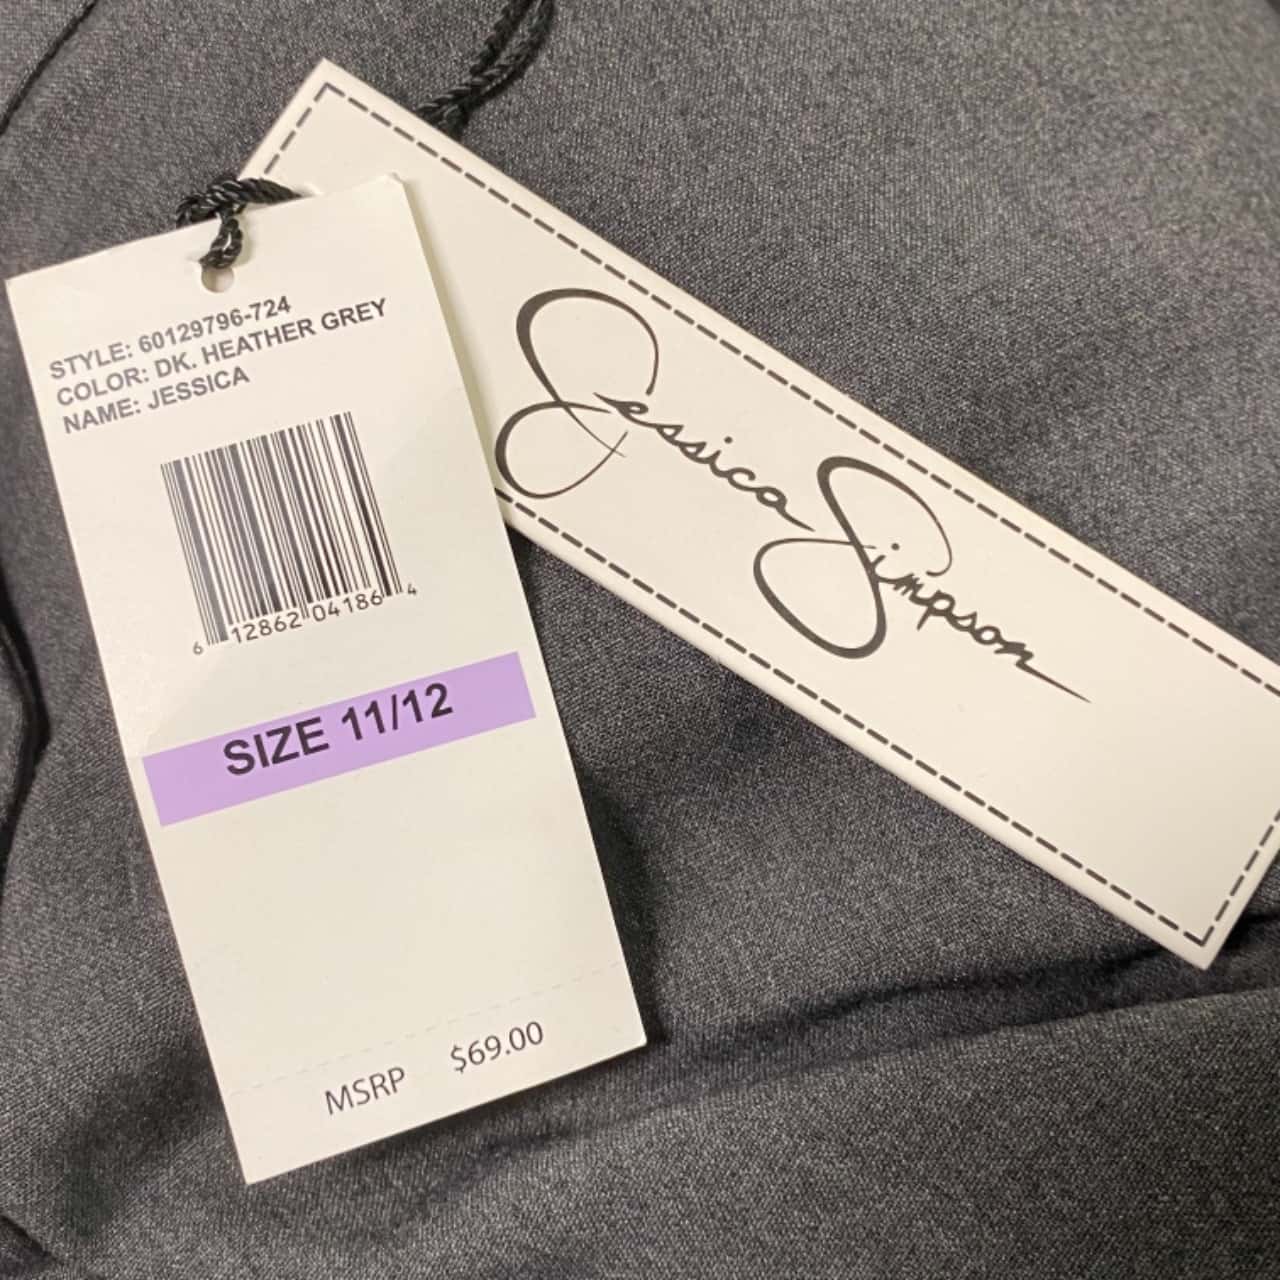 STYLE: 60129796-724
COLOR: DK. HEATHER GREY
NAME: JESSICA
6 12862 04186 4
SIZE 11/12
MSRP $69.00
Jessica Simpson